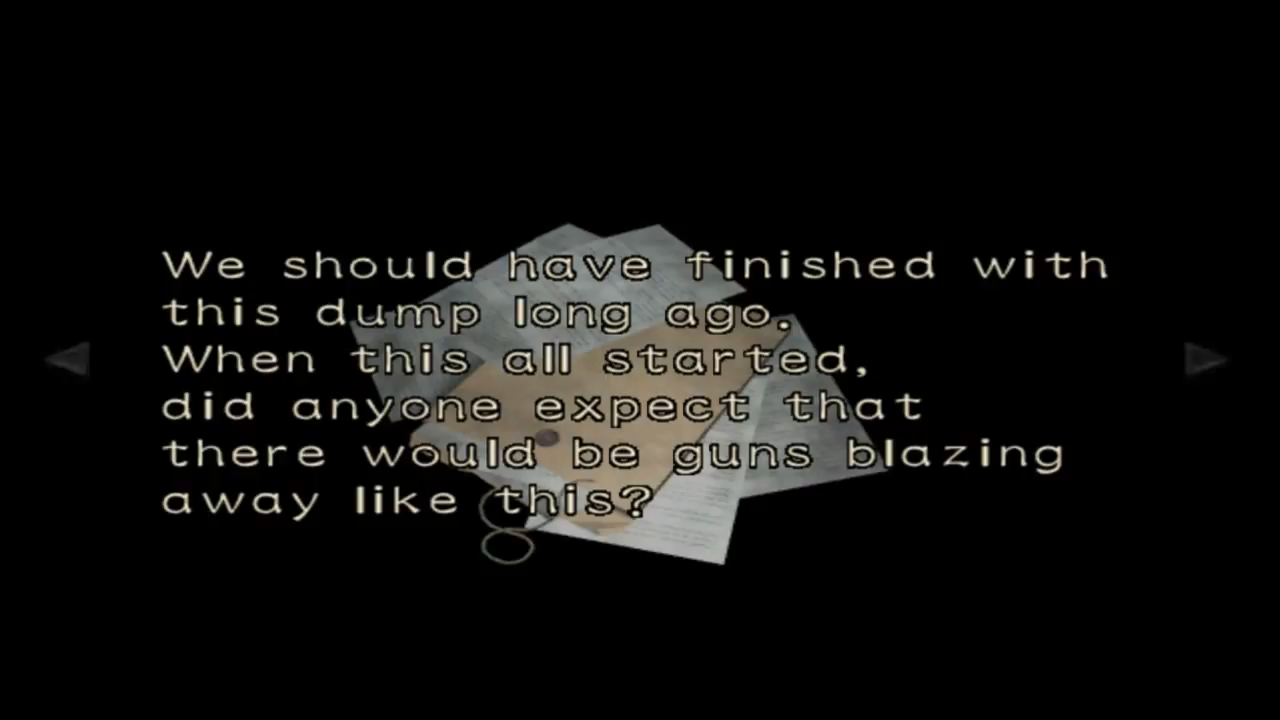 We should have finished with
this dump long ago.
When this all started,
did anyone expect that
there would be guns blazing
away like this?